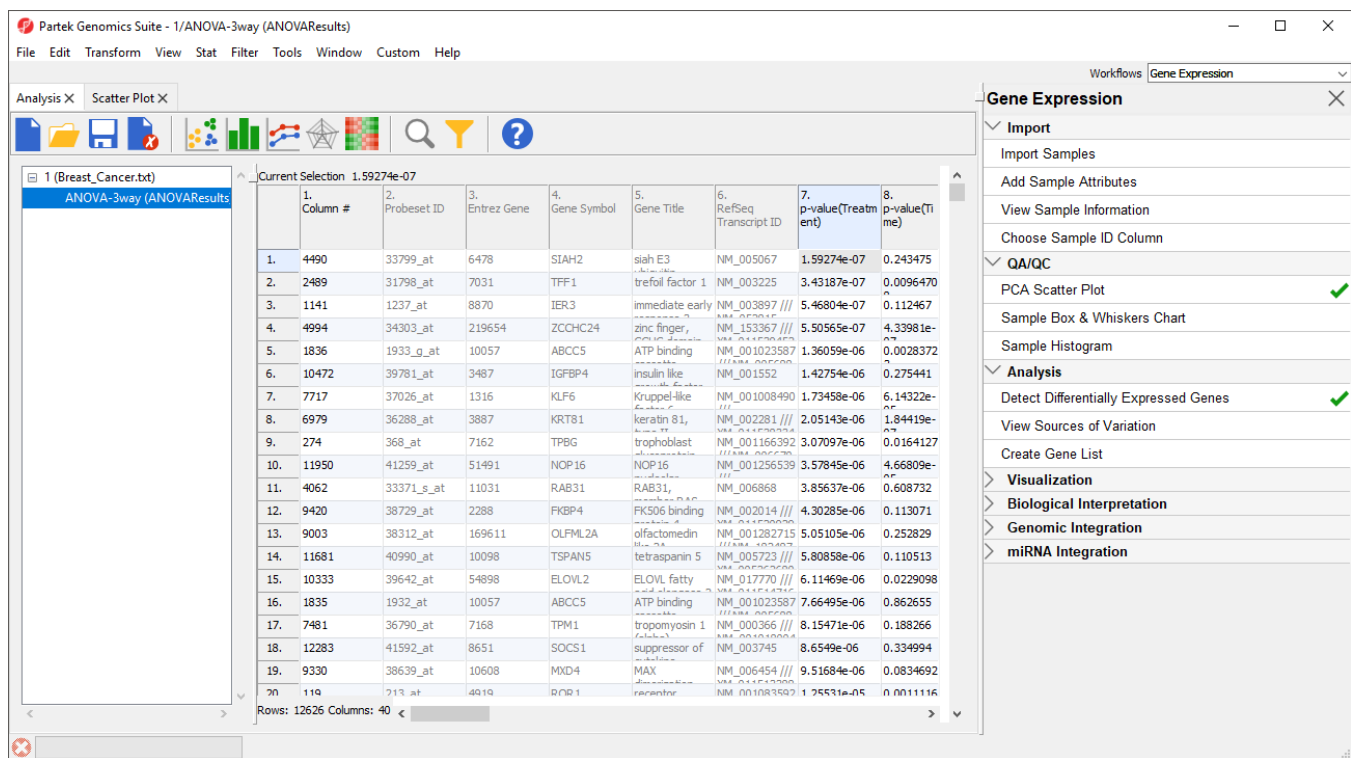 Partek Genomics Suite - 1/ANOVA-3way (ANOVAResults)
File Edit Transform View Stat Filter Tools Window Custom Help
Workflows Gene Expression
Analysis Scatter Plot
Gene Expression
Import
Import Samples
Add Sample Attributes
View Sample Information
Choose Sample ID Column
QA/QC
PCA Scatter Plot
Sample Box & Whiskers Chart
Sample Histogram
Analysis
Detect Differentially Expressed Genes
View Sources of Variation
Create Gene List
Visualization
Biological Interpretation
Genomic Integration
miRNA Integration
1 (Breast_Cancer.txt)
ANOVA-3way (ANOVAResults
Current Selection 1.59274e-07
1. 2. 3. 4. 5. 6. 7. 8.
Column # Probeset ID Entrez Gene Gene Symbol Gene Title RefSeq p-value(Treatm p-value(Ti
Transcript ID ent) me)
1. 4490 33799_at 6478 SIAH2 siah E3 NM_005067 1.59274e-07 0.243475
2. 2489 31798_at 7031 TFF1 trefoil factor 1 NM_003225 3.43187e-07 0.0096470
3. 1141 1237_at 8870 IER3 immediate early NM_003897 /// 5.46804e-07 0.112467
4. 4994 34303_at 219654 ZCCHC24 zinc finger, NM_153367 /// 5.50565e-07 4.33981e-
5. 1836 1933_g_at 10057 ABCC5 ATP binding NM_001023587 1.36059e-06 0.0028372
6. 10472 39781_at 3487 IGFBP4 insulin like NM_001552 1.42754e-06 0.275441
7. 7717 37026_at 1316 KLF6 Kruppel-like NM_001008490 1.73458e-06 6.14322e-
8. 6979 36288_at 3887 KRT81 keratin 81, NM_002281 /// 2.05143e-06 1.84419e-
9. 274 368_at 7162 TPBG trophoblast NM_001166392 3.07097e-06 0.0164127
10. 11950 41259_at 51491 NOP16 NOP16 NM_001256539 3.57845e-06 4.66809e-
11. 4062 33371_s_at 11031 RAB31 RAB31, NM_006868 3.85637e-06 0.608732
12. 9420 38729_at 2288 FKBP4 FK506 binding NM_002014 /// 4.30285e-06 0.113071
13. 9003 38312_at 169611 OLFML2A olfactomedin NM_001282715 5.05105e-06 0.252829
14. 11681 40990_at 10098 TSPAN5 tetraspanin 5 NM_005723 /// 5.80858e-06 0.110513
15. 10333 39642_at 54898 ELOVL2 ELOVL fatty NM_017770 /// 6.11469e-06 0.0229098
16. 1835 1932_at 10057 ABCC5 ATP binding NM_001023587 7.66495e-06 0.862655
17. 7481 36790_at 7168 TPM1 tropomyosin 1 NM_000366 /// 8.15471e-06 0.188266
18. 12283 41592_at 8651 SOCS1 suppressor of NM_003745 8.6549e-06 0.334994
19. 9330 38639_at 10608 MXD4 MAX NM_006454 /// 9.51684e-06 0.0834692
20. 119 213_at 4919 ROR1 receptor NM_001083592 1.25531e-05 0.0011116
Rows: 12626 Columns: 40